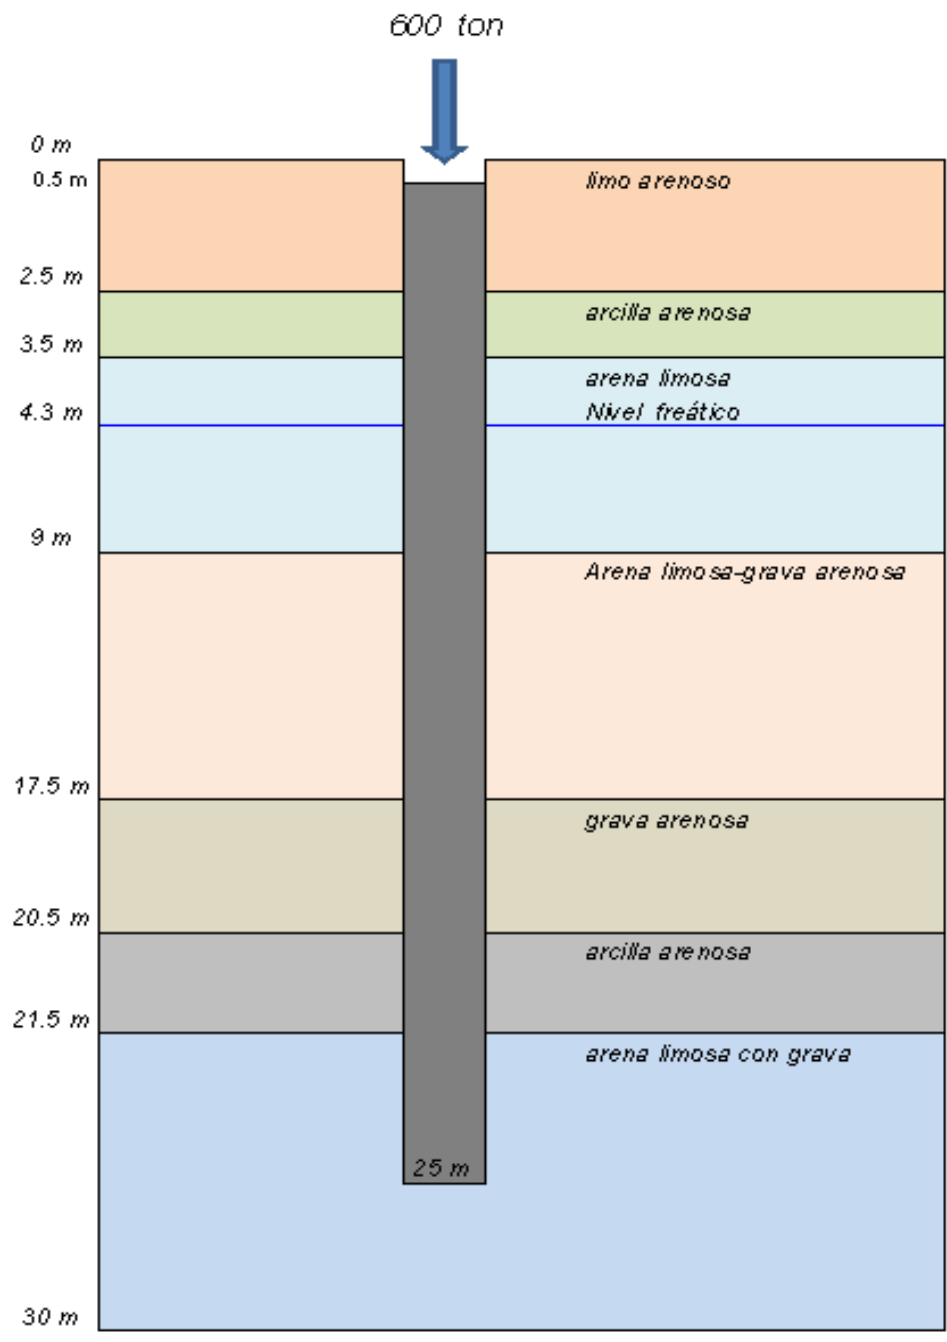 600 ton
0 m
0.5 m
limo arenoso
2.5 m
arcilla arenosa
3.5 m
arena limosa
4.3 m
Nivel freático
9 m
Arena limosa-grava arenosa
17.5 m
grava arenosa
20.5 m
arcilla arenosa
21.5 m
arena limosa con grava
25 m
30 m